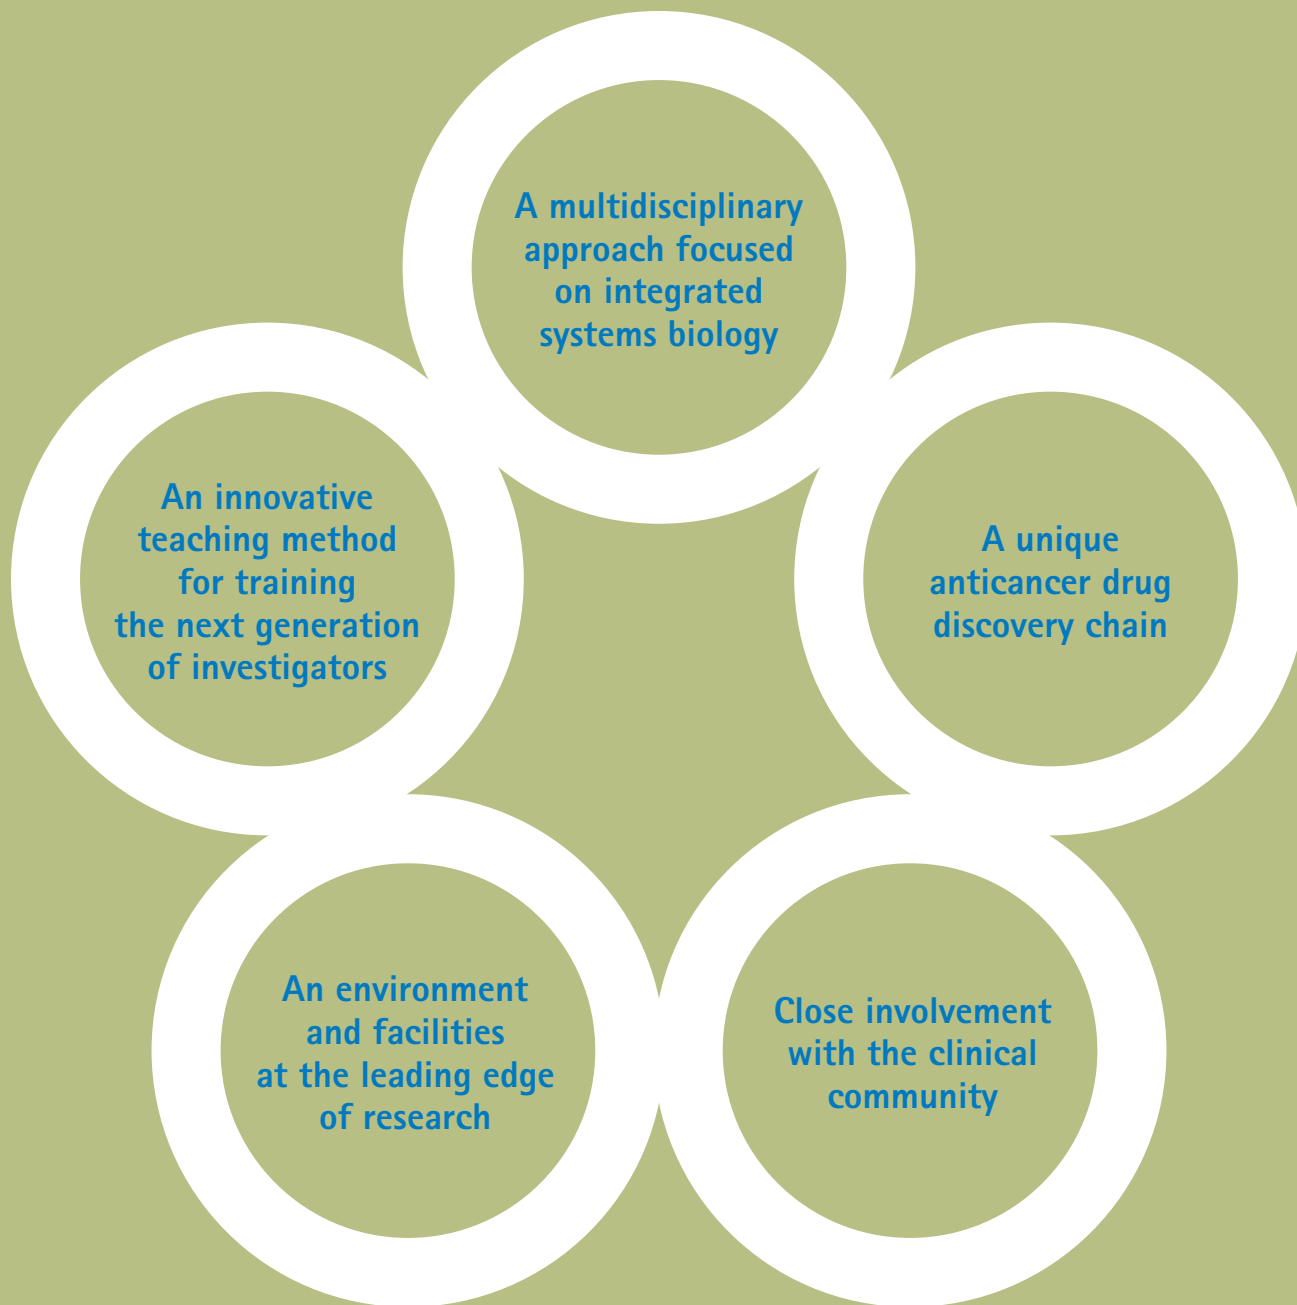 A multidisciplinary
approach focused
on integrated
systems biology
An innovative
teaching method
for training
the next generation
of investigators
A unique
anticancer drug
discovery chain
An environment
and facilities
at the leading edge
of research
Close involvement
with the clinical
community